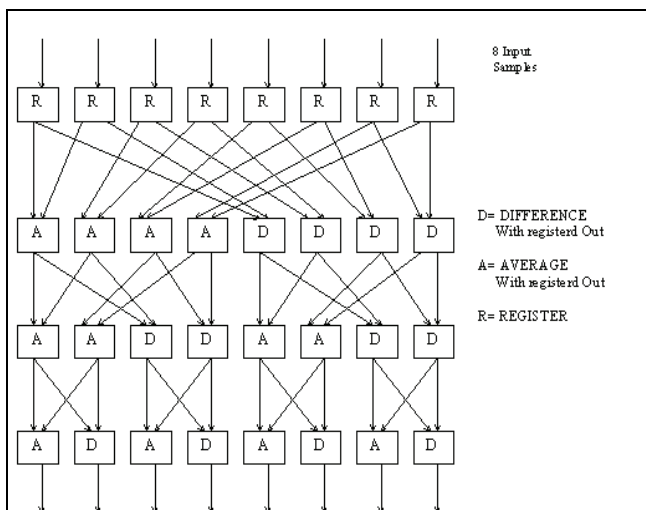 8 Input
Samples
R R R R R R R R
A A A A D D D D
D= DIFFERENCE
With registerd Out
A= AVERAGE
With registerd Out
A A D D A A D D
R= REGISTER
A D A D A D A D